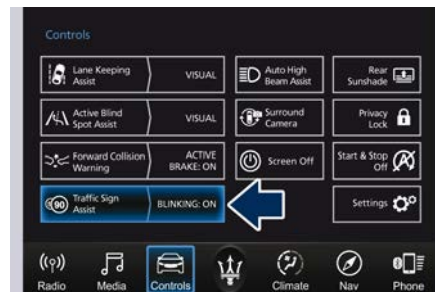 Controls
Lane Keeping
Assist
VISUAL
Auto High
Beam Assist
Rear
Sunshade
Active Blind
Spot Assist
VISUAL
Surround
Camera
Privacy
Lock
Forward Collision
Warning
ACTIVE
BRAKE: ON
Screen Off
Start & Stop
Off
90
Traffic Sign
Assist
BLINKING: ON
Settings
Radio
Media
Controls
Climate
Nav
Phone